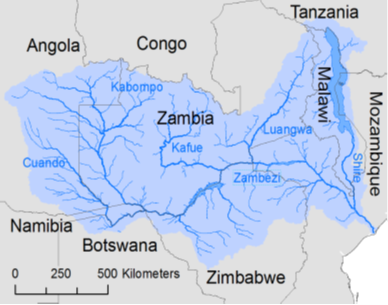 Tanzania
Angola
Congo
Kabompo
Malawi
Mozambique
Zambia
Luangwa
Kafue
Cuando
Zambezi
Shire
Namibia
Botswana
0 250 500 Kilometers
Zimbabwe